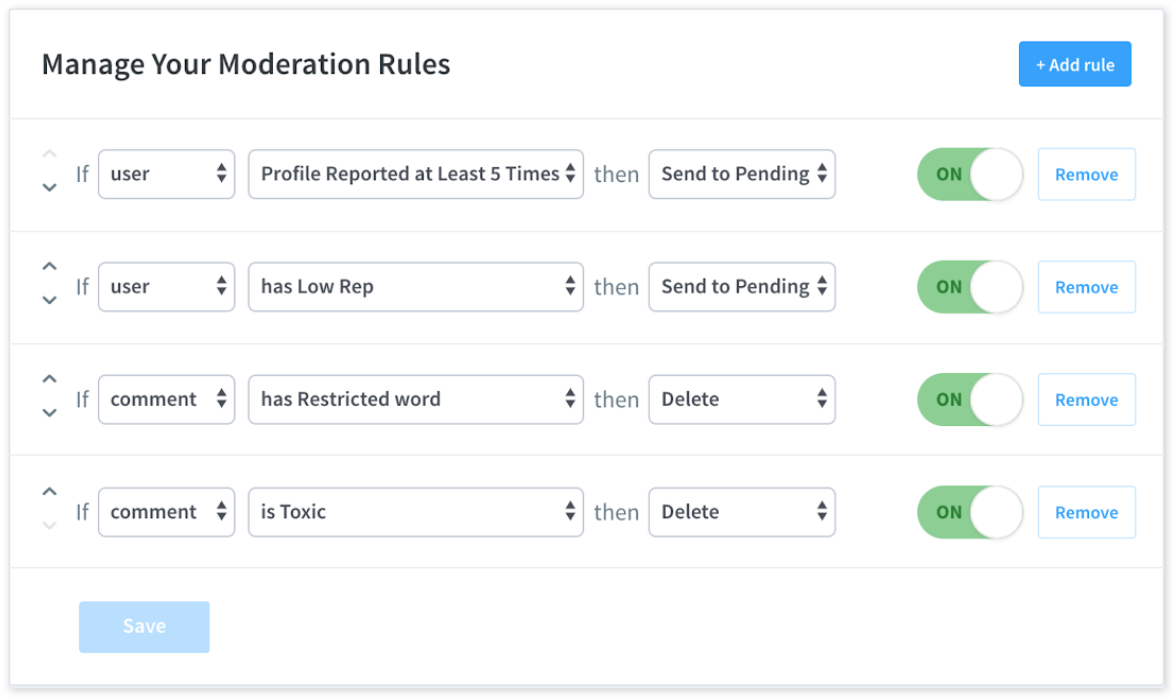 Manage Your Moderation Rules + Add rule
If user Profile Reported at Least 5 Times then Send to Pending ON Remove
If user has Low Rep then Send to Pending ON Remove
If comment has Restricted word then Delete ON Remove
If comment is Toxic then Delete ON Remove
Save